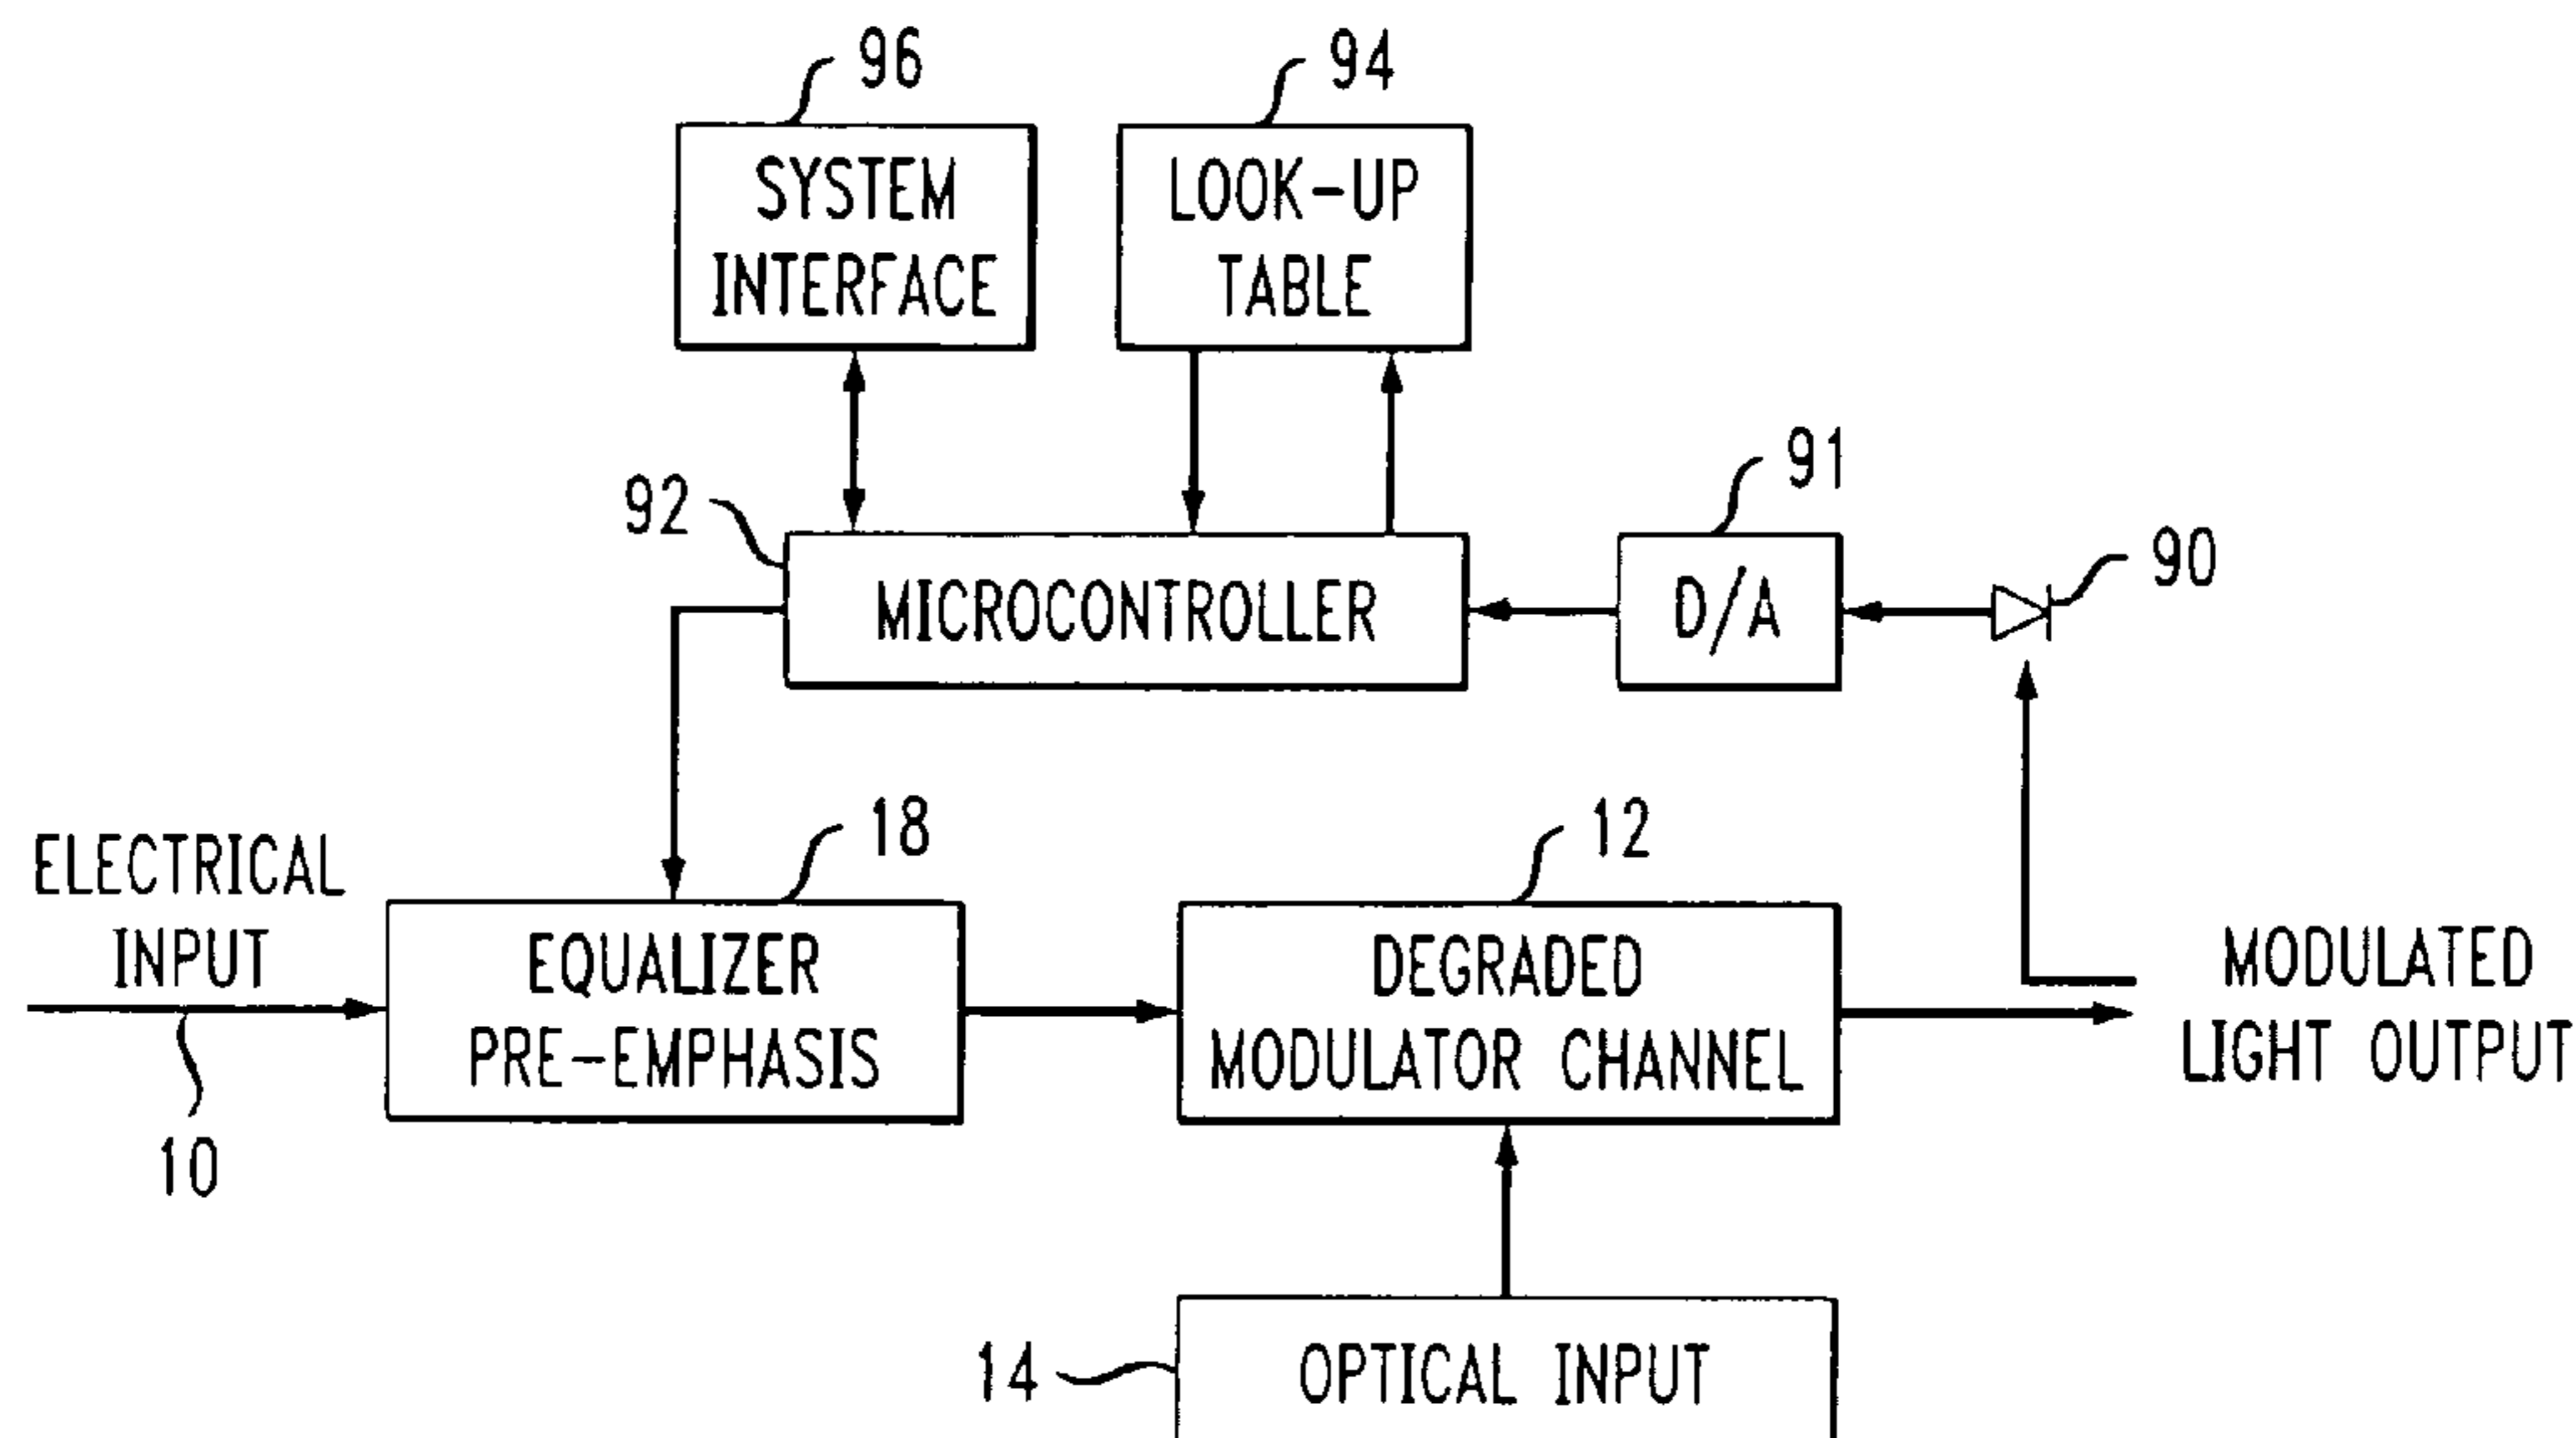 96
94
SYSTEM
INTERFACE
LOOK-UP
TABLE
92
91
90
MICROCONTROLLER
D/A
18
12
ELECTRICAL
INPUT
EQUALIZER
PRE-EMPHASIS
DEGRADED
MODULATOR CHANNEL
MODULATED
LIGHT OUTPUT
10
14
OPTICAL INPUT